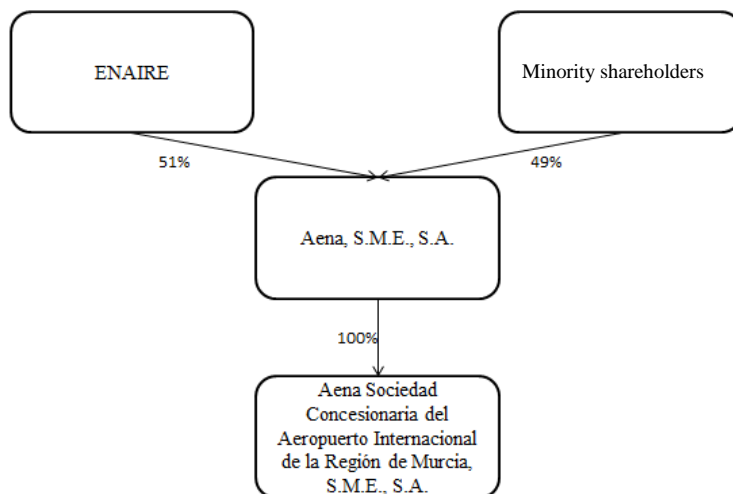 ENAIRE
Minority shareholders
51%
49%
Aena, S.M.E., S.A.
100%
Aena Sociedad
Concesionaria del
Aeropuerto Internacional
de la Región de Murcia,
S.M.E., S.A.